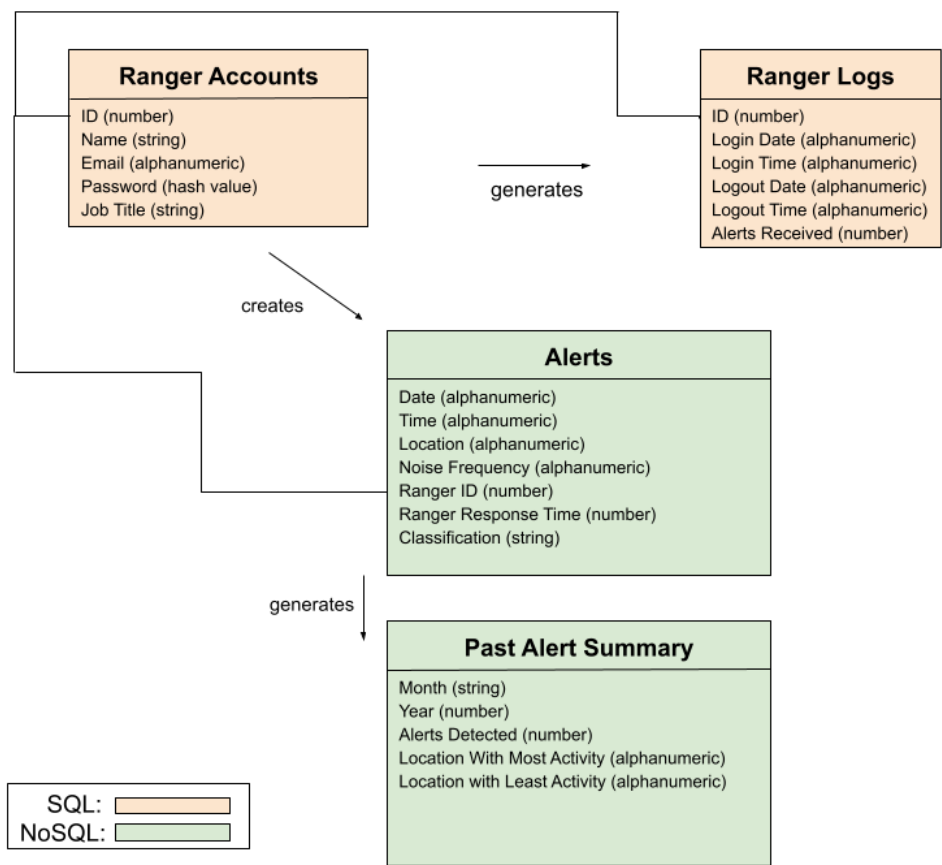 Ranger Accounts
ID (number)
Name (string)
Email (alphanumeric)
Password (hash value)
Job Title (string)
generates
Ranger Logs
ID (number)
Login Date (alphanumeric)
Login Time (alphanumeric)
Logout Date (alphanumeric)
Logout Time (alphanumeric)
Alerts Received (number)
creates
Alerts
Date (alphanumeric)
Time (alphanumeric)
Location (alphanumeric)
Noise Frequency (alphanumeric)
Ranger ID (number)
Ranger Response Time (number)
Classification (string)
generates
Past Alert Summary
Month (string)
Year (number)
Alerts Detected (number)
Location With Most Activity (alphanumeric)
Location with Least Activity (alphanumeric)
SQL:
NoSQL: